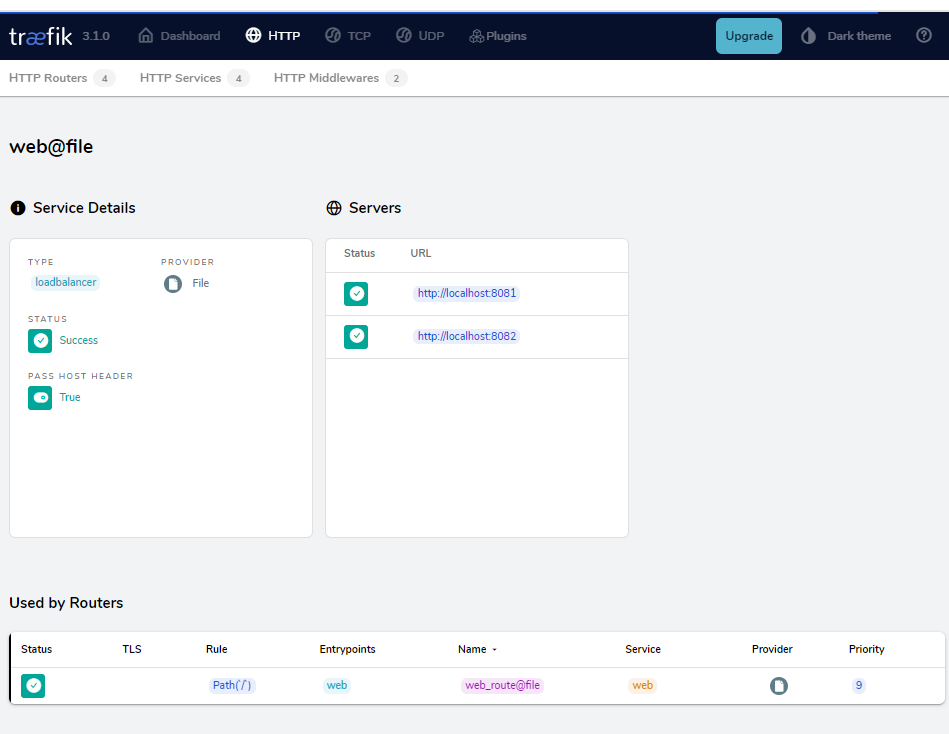 træfik 3.1.0 Dashboard HTTP TCP UDP Plugins Upgrade Dark theme
HTTP Routers 4 HTTP Services 4 HTTP Middlewares 2
web@file
Service Details
TYPE PROVIDER
loadbalancer File
STATUS
Success
PASS HOST HEADER
True
Servers
Status URL
http://localhost:8081
http://localhost:8082
Used by Routers
Status TLS Rule Entrypoints Name Service Provider Priority
Path(`/`) web web_route@file web 9